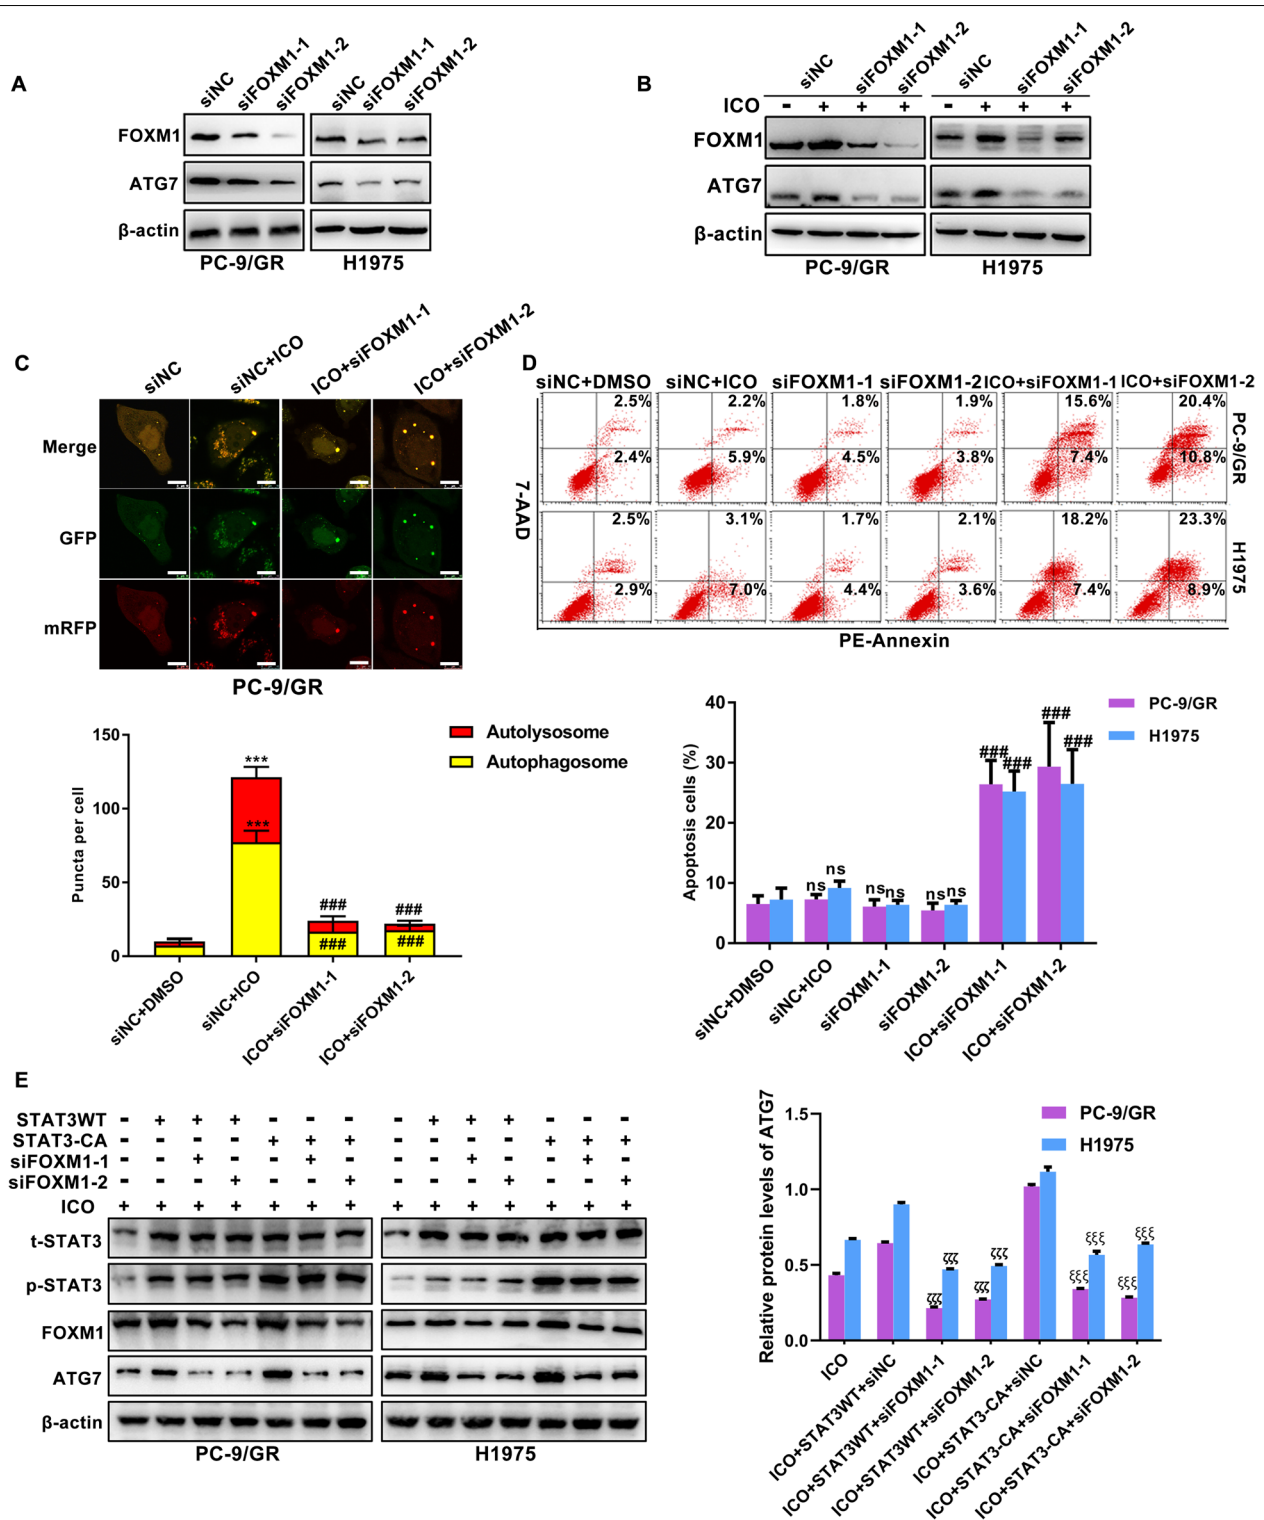 A
siNC siFOXM1-1 siFOXM1-2 siNC siFOXM1-1 siFOXM1-2
FOXM1
ATG7
β-actin
PC-9/GR H1975
B
siNC siFOXM1-1 siFOXM1-2 siNC siFOXM1-1 siFOXM1-2
ICO - + + + - + + +
FOXM1
ATG7
β-actin
PC-9/GR H1975
C
siNC siNC+ICO ICO+siFOXM1-1 ICO+siFOXM1-2
Merge
GFP
mRFP
PC-9/GR
150
100
50
0
Puncta per cell
Autolysosome
Autophagosome
***
***
### ###
### ###
siNC+DMSO siNC+ICO ICO+siFOXM1-1 ICO+siFOXM1-2
D
siNC+DMSO siNC+ICO siFOXM1-1 siFOXM1-2 ICO+siFOXM1-1 ICO+siFOXM1-2
2.5% 2.2% 1.8% 1.9% 15.6% 20.4%
2.4% 5.9% 4.5% 3.8% 7.4% 10.8%
PC-9/GR
2.5% 3.1% 1.7% 2.1% 18.2% 23.3%
2.9% 7.0% 4.4% 3.6% 7.4% 8.9%
H1975
7-AAD
PE-Annexin
40
30
20
10
0
Apoptosis cells (%)
PC-9/GR
H1975
ns ns ns ns ns ns ### ### ### ###
siNC+DMSO siNC+ICO siFOXM1-1 siFOXM1-2 ICO+siFOXM1-1 ICO+siFOXM1-2
E
STAT3WT - + + + - - - - + + + - - -
STAT3-CA - - - - + + + - - - - + + +
siFOXM1-1 - - + - - + - - - + - - + -
siFOXM1-2 - - - + - - + - - - + - - +
ICO + + + + + + + + + + + + + +
t-STAT3
p-STAT3
FOXM1
ATG7
β-actin
PC-9/GR H1975
1.5
1.0
0.5
0.0
Relative protein levels of ATG7
PC-9/GR
H1975
ζζζ ζζζ ζζζ ζζζ ξξξ ξξξ ξξξ ξξξ
ICO ICO+STAT3WT+siNC ICO+STAT3WT+siFOXM1-1 ICO+STAT3WT+siFOXM1-2 ICO+STAT3-CA+siNC ICO+STAT3-CA+siFOXM1-1 ICO+STAT3-CA+siFOXM1-2